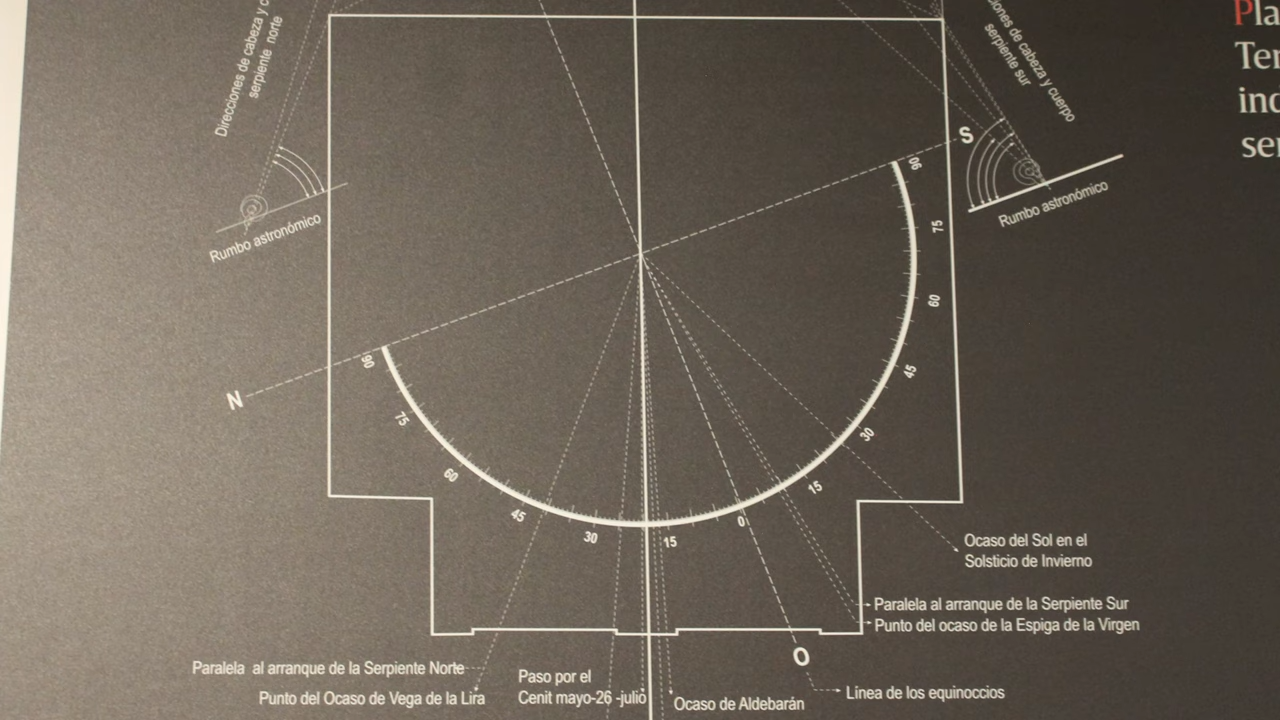 Direcciones de cabeza y c
serpiente norte
Rumbo astronómico
iones de cabeza y cuerpo
serpiente sur
Rumbo astronómico
Pla
Ter
inc
ser
S
90
75
60
45
30
15
0
15
30
45
60
75
90
N
O
Ocaso del Sol en el
Solsticio de Invierno
Paralela al arranque de la Serpiente Sur
Punto del ocaso de la Espiga de la Virgen
Paralela al arranque de la Serpiente Norte
Punto del Ocaso de Vega de la Lira
Paso por el
Cenit mayo-26 -julio
Ocaso de Aldebarán
Linea de los equinoccios